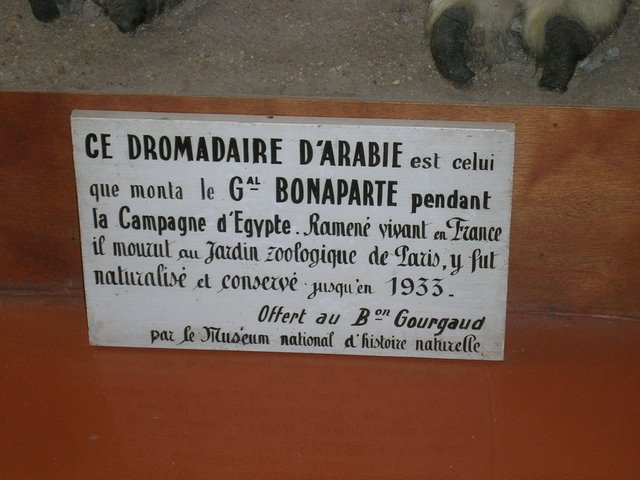 CE DROMADAIRE D'ARABIE est celui
que monta le Gᴬᴸ BONAPARTE pendant
la Campagne d'Egypte. Ramené vivant en France
il mourut au Jardin zoologique de Paris, y fut
naturalisé et conservé jusqu'en 1933.
Offert au Bᵒⁿ Gourgaud
par le Muséum national d'histoire naturelle.